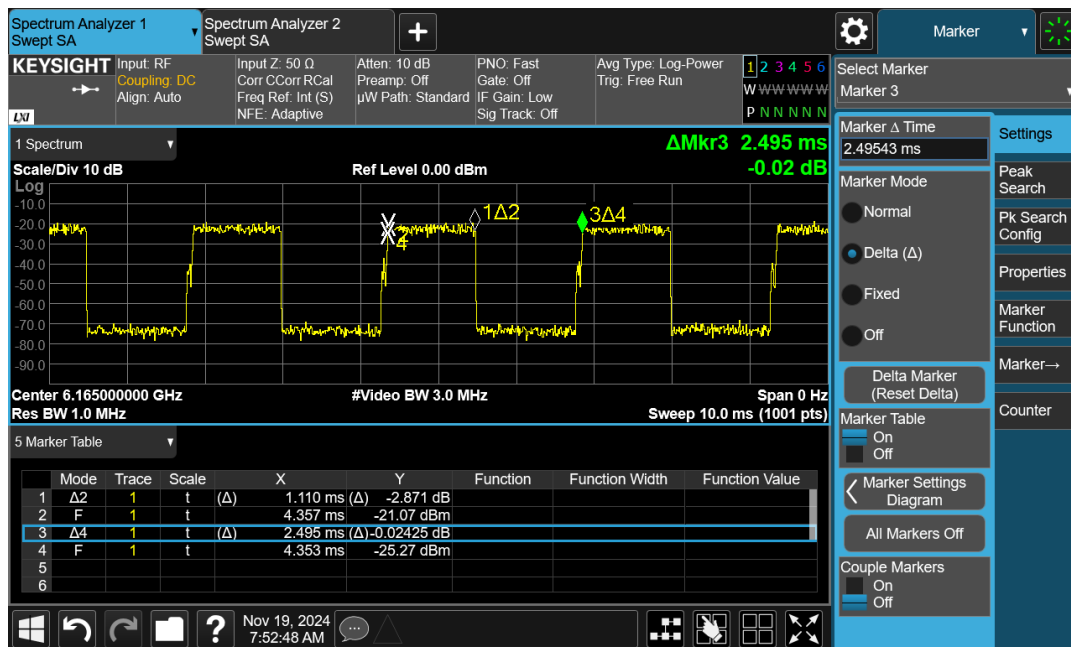 Spectrum Analyzer 1
Swept SA
Spectrum Analyzer 2
Swept SA
+
Marker
KEYSIGHT
LXI
Input: RF
Coupling: DC
Align: Auto
Input Z: 50 Ω
Corr CCorr RCal
Freq Ref: Int (S)
NFE: Adaptive
Atten: 10 dB
Preamp: Off
µW Path: Standard
PNO: Fast
Gate: Off
IF Gain: Low
Sig Track: Off
Avg Type: Log-Power
Trig: Free Run
1 2 3 4 5 6
W W W W W W
P N N N N N
Select Marker
Marker 3
1 Spectrum
ΔMkr3 2.495 ms
-0.02 dB
Scale/Div 10 dB
Ref Level 0.00 dBm
Log
-10.0
-20.0
-30.0
-40.0
-50.0
-60.0
-70.0
-80.0
-90.0
1Δ2
3Δ4
4
Center 6.165000000 GHz
#Video BW 3.0 MHz
Span 0 Hz
Res BW 1.0 MHz
Sweep 10.0 ms (1001 pts)
5 Marker Table
Mode Trace Scale X Y Function Function Width Function Value
1 Δ2 1 t (Δ) 1.110 ms (Δ) -2.871 dB
2 F 1 t 4.357 ms -21.07 dBm
3 Δ4 1 t (Δ) 2.495 ms (Δ) -0.02425 dB
4 F 1 t 4.353 ms -25.27 dBm
5
6
Marker Δ Time
2.49543 ms
Marker Mode
Normal
Delta (Δ)
Fixed
Off
Delta Marker
(Reset Delta)
Marker Table
On
Off
Marker Settings
Diagram
All Markers Off
Couple Markers
On
Off
Settings
Peak
Search
Pk Search
Config
Properties
Marker
Function
Marker→
Counter
?
Nov 19, 2024
7:52:48 AM